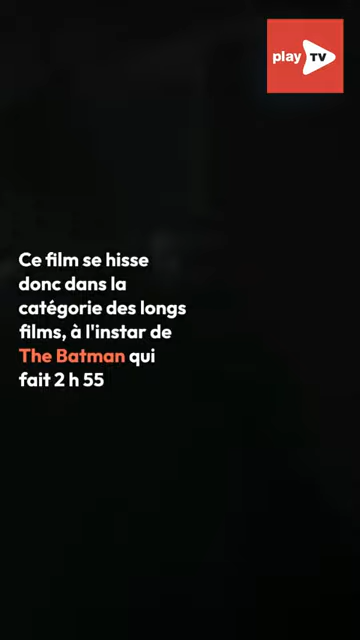 play TV
Ce film se hisse
donc dans la
catégorie des longs
films, à l'instar de
The Batman qui
fait 2 h 55